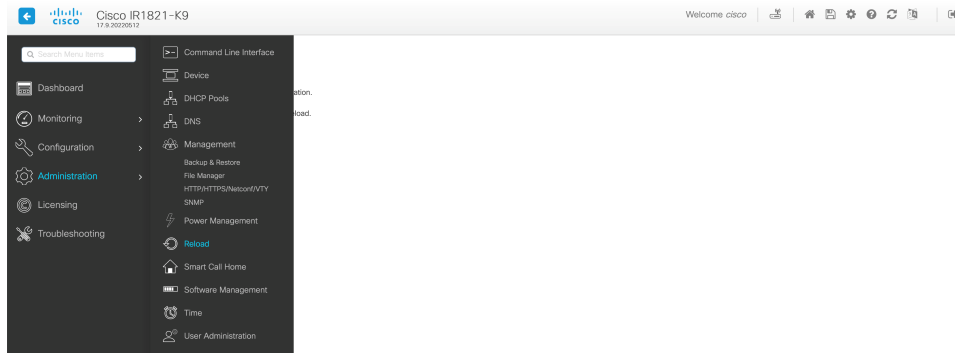 CISCO
Cisco IR1821-K9
17.9.20220512
Welcome cisco
Search Menu Items
Dashboard
Monitoring
Configuration
Administration
Licensing
Troubleshooting
Command Line Interface
Device
DHCP Pools
DNS
Management
Backup & Restore
File Manager
HTTP/HTTPS/Netconf/VTY
SNMP
Power Management
Reload
Smart Call Home
Software Management
Time
User Administration
ation.
load.